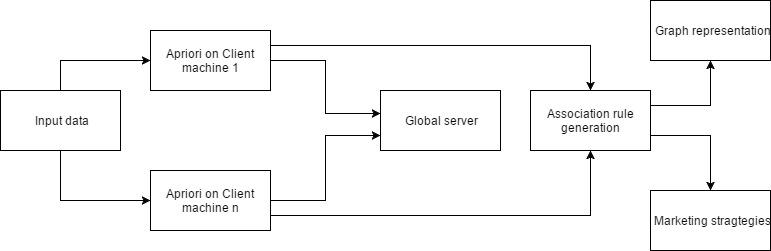 Graph representation
Apriori on Client
machine 1
Input data
Global server
Association rule
generation
Apriori on Client
machine n
Marketing stragtegies